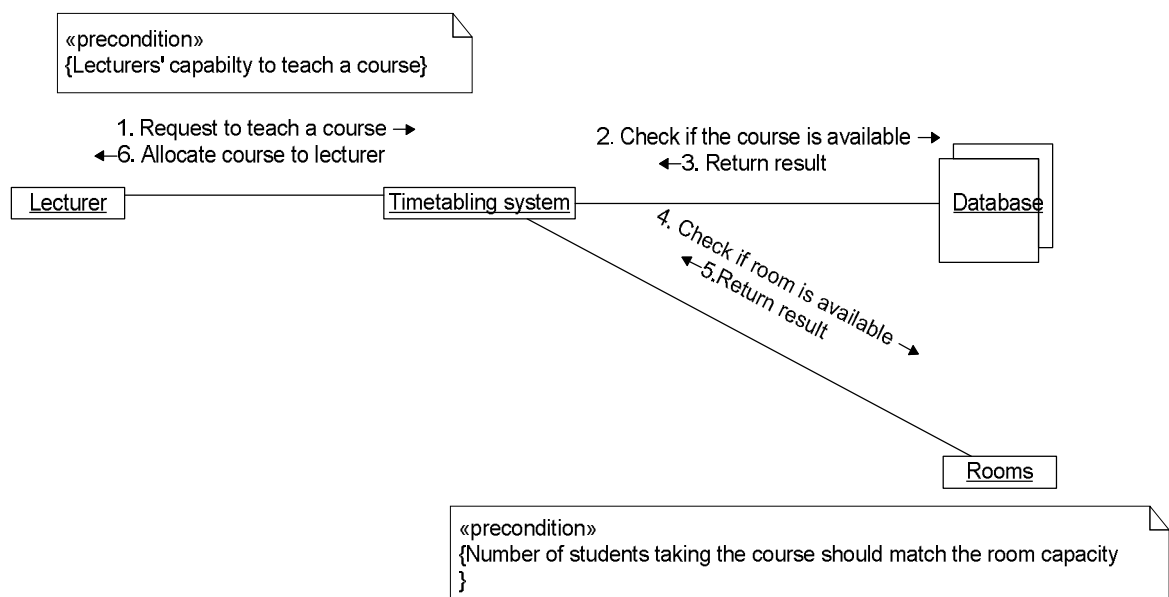 «precondition»
{Lecturers' capabilty to teach a course}
1. Request to teach a course →
←6. Allocate course to lecturer
2. Check if the course is available →
←3. Return result
Lecturer
Timetabling system
Database
4. Check if room is available →
←5.Return result
Rooms
«precondition»
{Number of students taking the course should match the room capacity
}